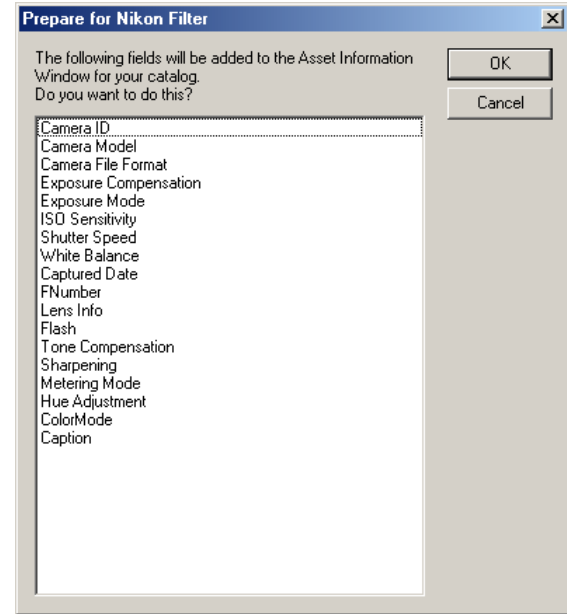 Prepare for Nikon Filter
The following fields will be added to the Asset Information
Window for your catalog.
Do you want to do this?
OK
Cancel
Camera ID
Camera Model
Camera File Format
Exposure Compensation
Exposure Mode
ISO Sensitivity
Shutter Speed
White Balance
Captured Date
FNumber
Lens Info
Flash
Tone Compensation
Sharpening
Metering Mode
Hue Adjustment
ColorMode
Caption